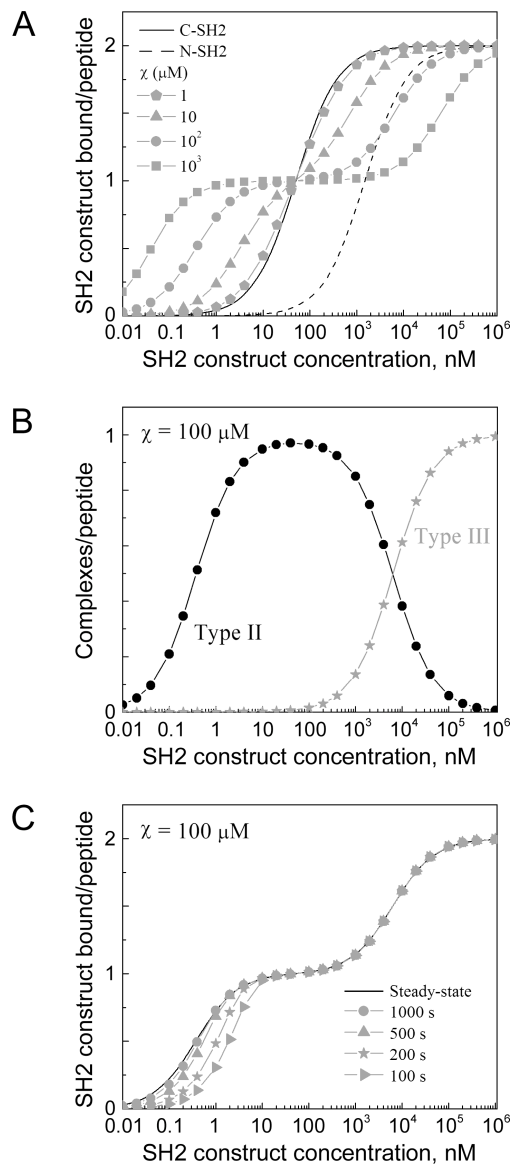 A
SH2 construct bound/peptide
2
1
0
C-SH2
N-SH2
χ (μM)
1
10
10²
10³
0.01 0.1 1 10 100 10³ 10⁴ 10⁵ 10⁶
SH2 construct concentration, nM
B
Complexes/peptide
1
0
χ = 100 μM
Type II
Type III
0.01 0.1 1 10 100 10³ 10⁴ 10⁵ 10⁶
SH2 construct concentration, nM
C
SH2 construct bound/peptide
2
1
0
χ = 100 μM
Steady-state
1000 s
500 s
200 s
100 s
0.01 0.1 1 10 100 10³ 10⁴ 10⁵ 10⁶
SH2 construct concentration, nM